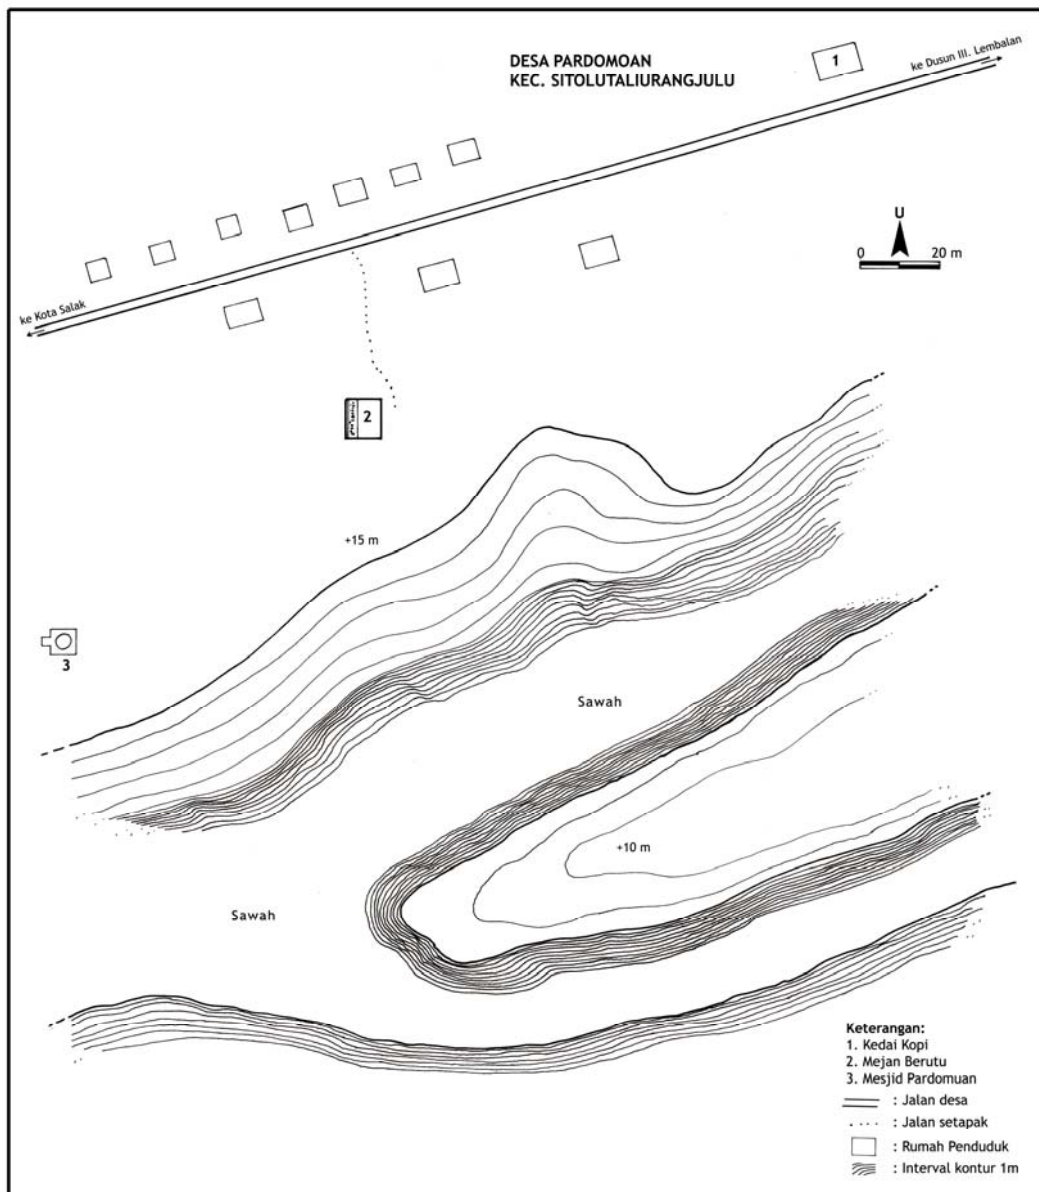 DESA PARDOMOAN
KEC. SITOLUTALIURANGJULU
1
ke Dusun III. Lembalan
U
0 20 m
ke Kota Salak
2
+15 m
3
Sawah
+10 m
Sawah
Keterangan:
1. Kedai Kopi
2. Mejan Berutu
3. Mesjid Pardomuan
: Jalan desa
: Jalan setapak
: Rumah Penduduk
: Interval kontur 1m